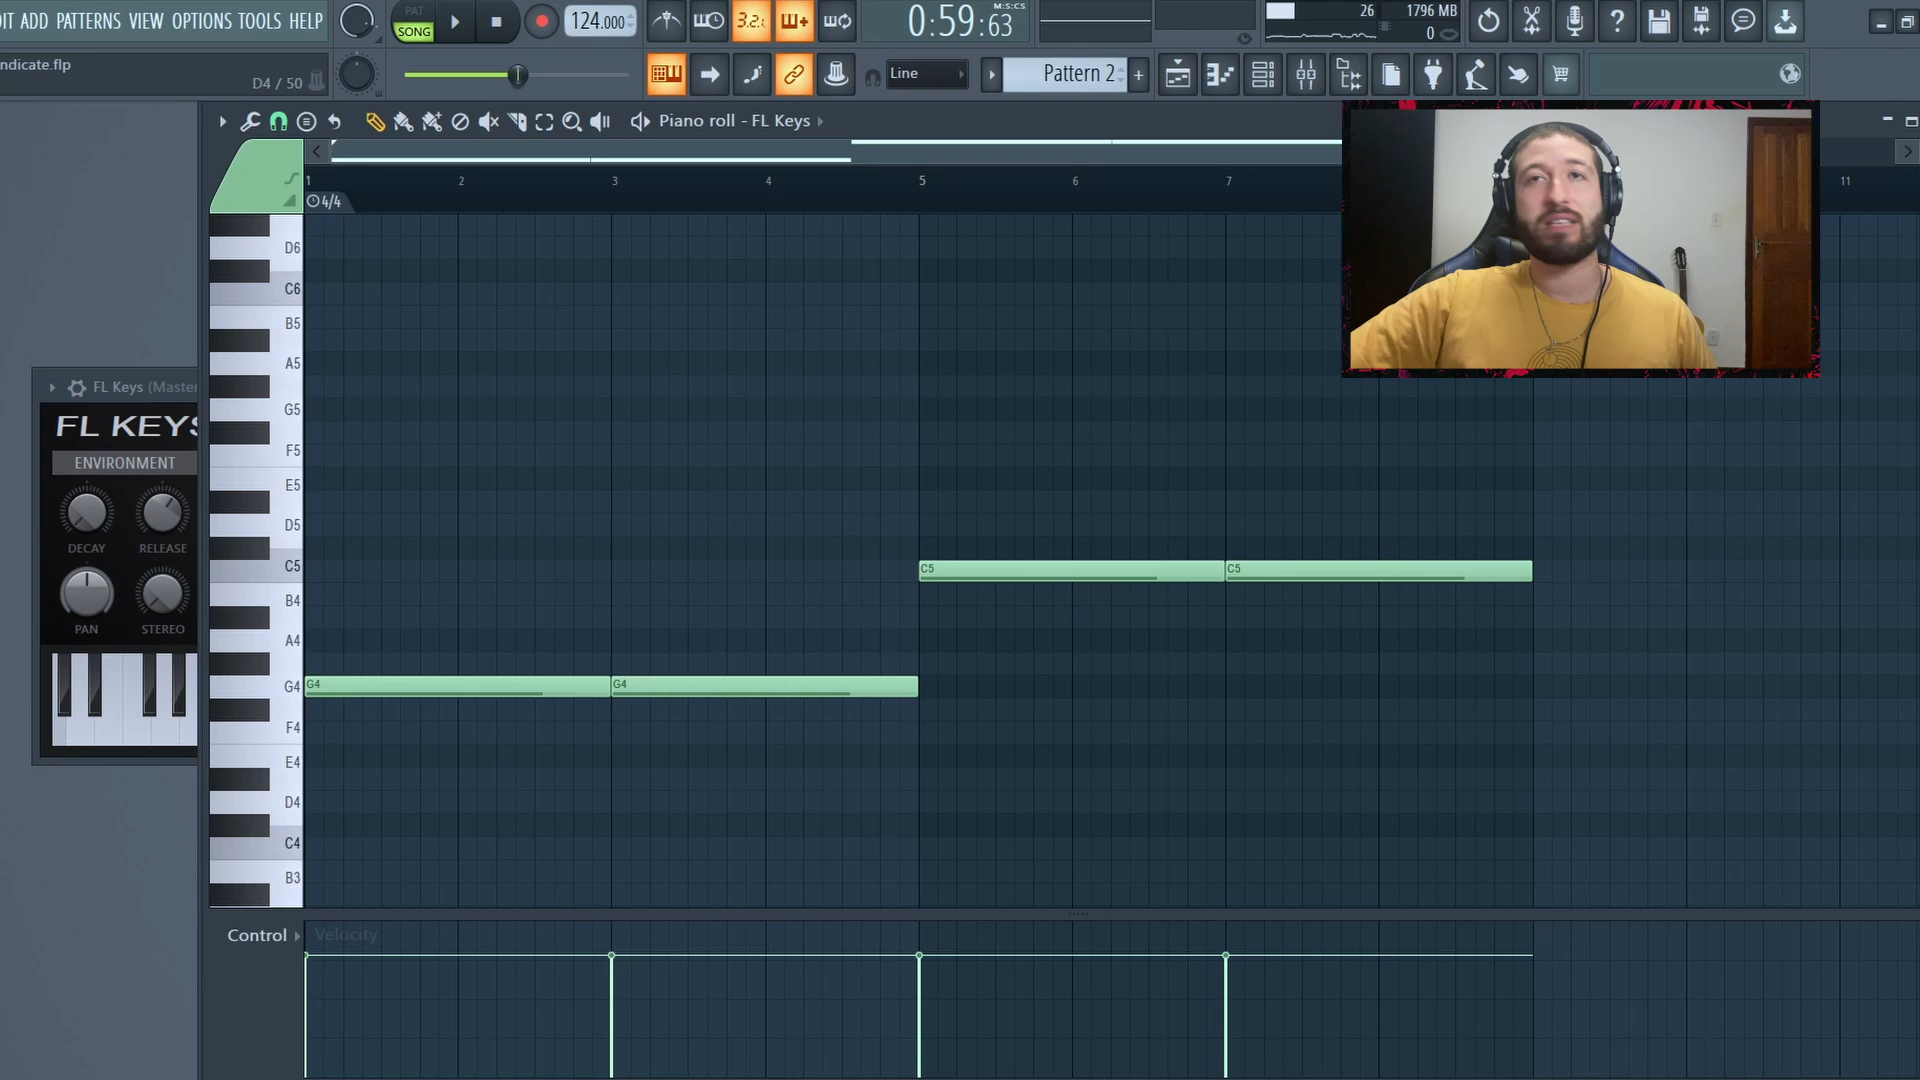 IT ADD PATTERNS VIEW OPTIONS TOOLS HELP
PAT
SONG
124.000
3.2.
0:59:63
M:S:CS
26
1796 MB
0
ndicate.flp
D4 / 50
Line
Pattern 2
Piano roll - FL Keys
1 2 3 4 5 6 7 11
4/4
D6
C6
B5
A5
G5
F5
E5
D5
C5
B4
A4
G4
F4
E4
D4
C4
B3
C5 C5
G4 G4
FL Keys (Master
FL KEYS
ENVIRONMENT
DECAY RELEASE
PAN STEREO
Control
Velocity